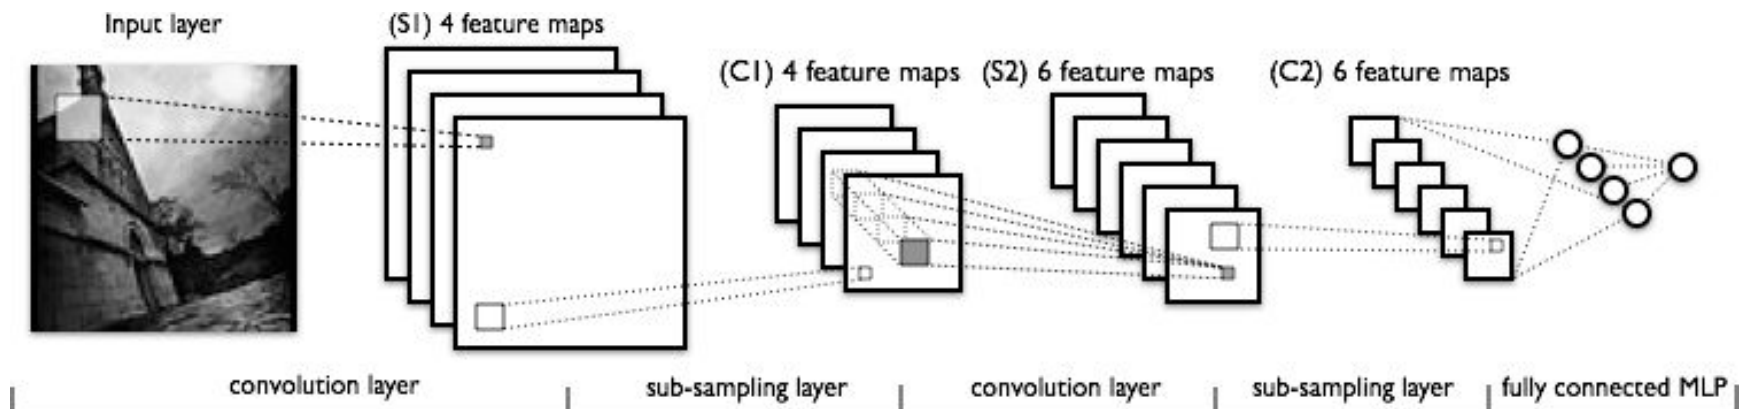 Input layer
(S1) 4 feature maps
(C1) 4 feature maps
(S2) 6 feature maps
(C2) 6 feature maps
convolution layer
sub-sampling layer
convolution layer
sub-sampling layer
fully connected MLP